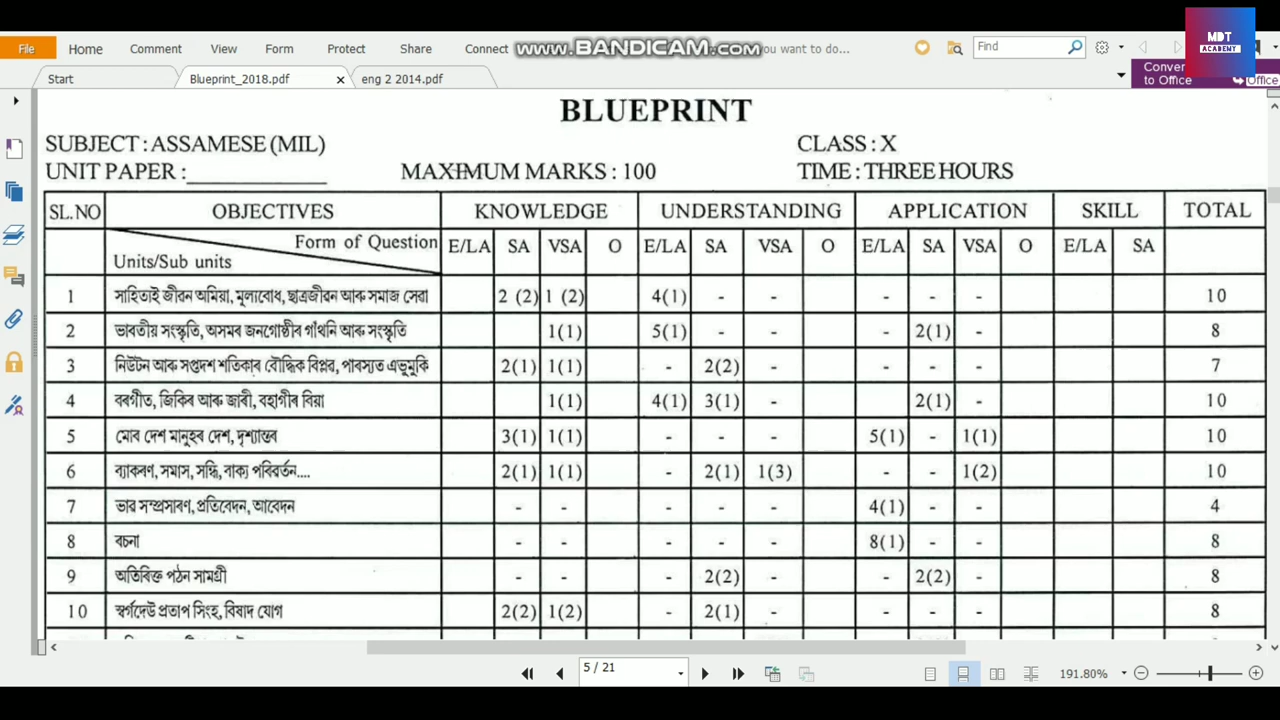 www.BANDICAM.com
MDT
ACADEMY
File Home Comment View Form Protect Share Connect you want to do... Find
Start Blueprint_2018.pdf eng 2 2014.pdf
Conver
to Office Office
BLUEPRINT
SUBJECT : ASSAMESE (MIL) CLASS : X
UNIT PAPER : MAXIMUM MARKS : 100 TIME : THREE HOURS
SL.NO OBJECTIVES KNOWLEDGE UNDERSTANDING APPLICATION SKILL TOTAL
Form of Question E/LA SA VSA O E/LA SA VSA O E/LA SA VSA O E/LA SA
Units/Sub units
1 সাহিত্যই জীৱন অমিয়া, মূল্যবোধ, ছাত্ৰজীৱন আৰু সমাজ সেৱা 2 (2) 1 (2) 4(1) - - - - - 10
2 ভাৰতীয় সংস্কৃতি, অসমৰ জনগোষ্ঠীৰ গাঁথনি আৰু সংস্কৃতি 1(1) 5(1) - - - 2(1) - 8
3 নিউটন আৰু সপ্তদশ শতিকাৰ বৌদ্ধিক বিপ্লৱ, পাৰস্যত এভুমুকি 2(1) 1(1) - 2(2) - - - - 7
4 বৰগীত, জিকিৰ আৰু জাৰী, বহাগীৰ বিয়া 1(1) 4(1) 3(1) - - 2(1) - 10
5 মোৰ দেশ মানুহৰ দেশ, দৃশ্যান্তৰ 3(1) 1(1) - - - 5(1) - 1(1) 10
6 ব্যাকৰণ, সমাস, সন্ধি, বাক্য পৰিৱৰ্তন.... 2(1) 1(1) - 2(1) 1(3) - - 1(2) 10
7 ভাৱ সম্প্ৰসাৰণ, প্ৰতিবেদন, আবেদন - - - - - 4(1) - - 4
8 ৰচনা - - - - - 8(1) - - 8
9 অতিৰিক্ত পঠন সামগ্ৰী - - - 2(2) - - 2(2) - 8
10 স্বৰ্গদেউ প্ৰতাপ সিংহ, বিষাদ যোগ 2(2) 1(2) - 2(1) - - - - 8
5 / 21 191.80%